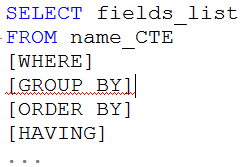 SELECT fields_list
FROM name_CTE
[WHERE]
[GROUP BY]
[ORDER BY]
[HAVING]
...